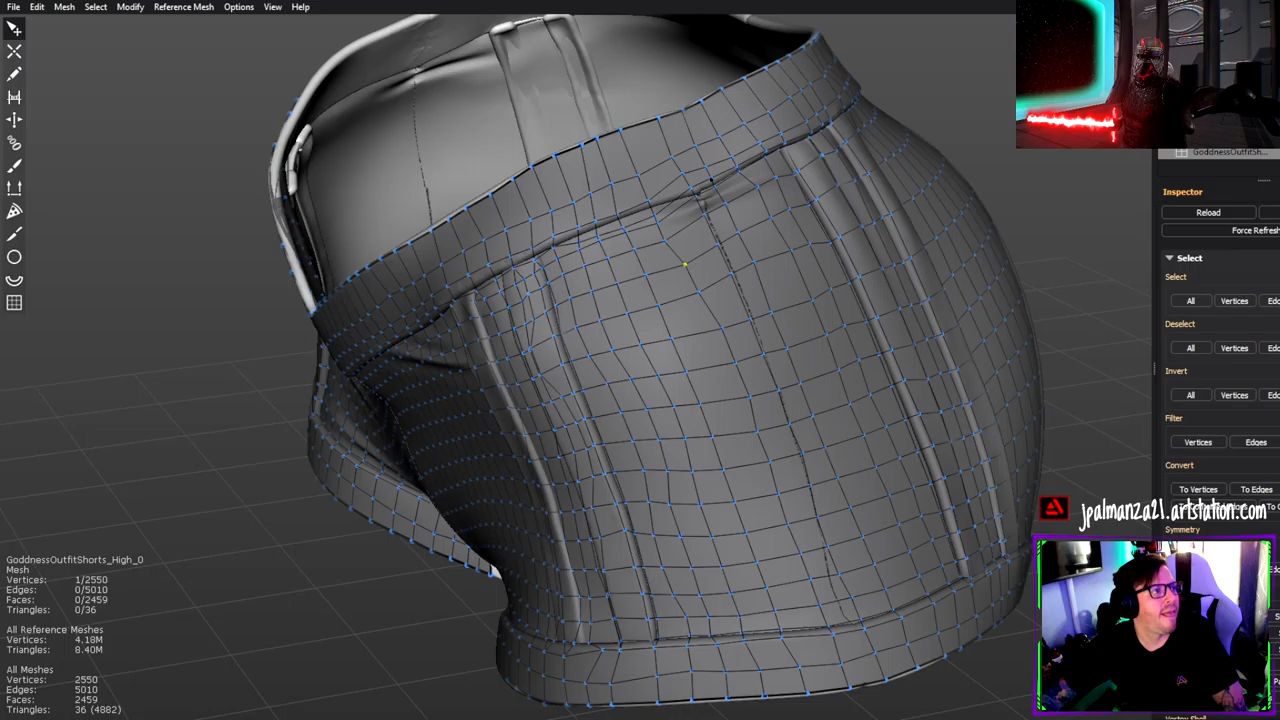 File Edit Mesh Select Modify Reference Mesh Options View Help
GoddnessOutfitSh...
Inspector
Reload
Force Refresh
Select
Select
All Vertices
Deselect
All Vertices
Invert
All Vertices
Filter
Vertices Edges
Convert
To Vertices To Edges
Symmetry
jpalmanza21.artstation.com
GoddnessOutfitShorts_High_0
Mesh
Vertices: 1/2550
Edges: 0/5010
Faces: 0/2459
Triangles: 0/36
All Reference Meshes
Vertices: 4.18M
Triangles: 8.40M
All Meshes
Vertices: 2550
Edges: 5010
Faces: 2459
Triangles: 36 (4882)